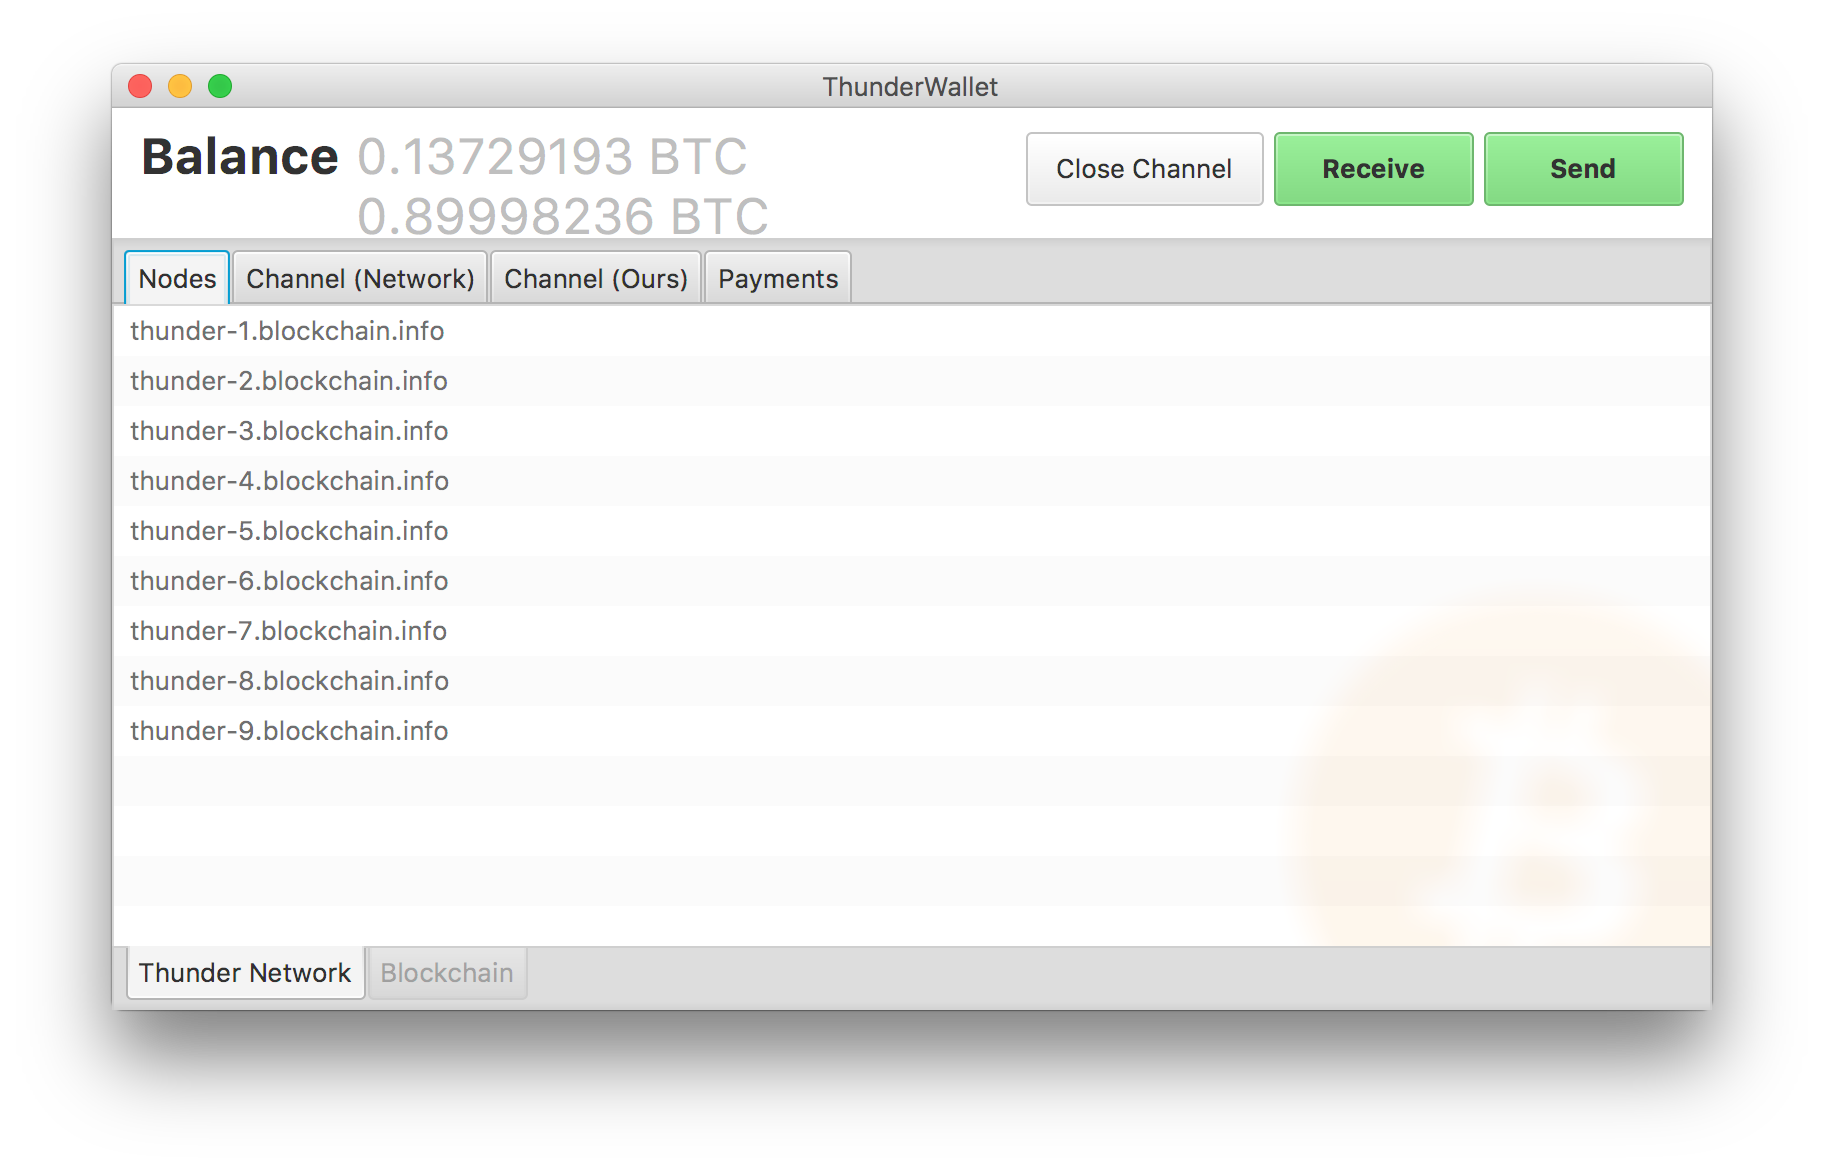 ThunderWallet
Balance 0.13729193 BTC
0.89998236 BTC
Close Channel
Receive
Send
Nodes
Channel (Network)
Channel (Ours)
Payments
thunder-1.blockchain.info
thunder-2.blockchain.info
thunder-3.blockchain.info
thunder-4.blockchain.info
thunder-5.blockchain.info
thunder-6.blockchain.info
thunder-7.blockchain.info
thunder-8.blockchain.info
thunder-9.blockchain.info
Thunder Network
Blockchain